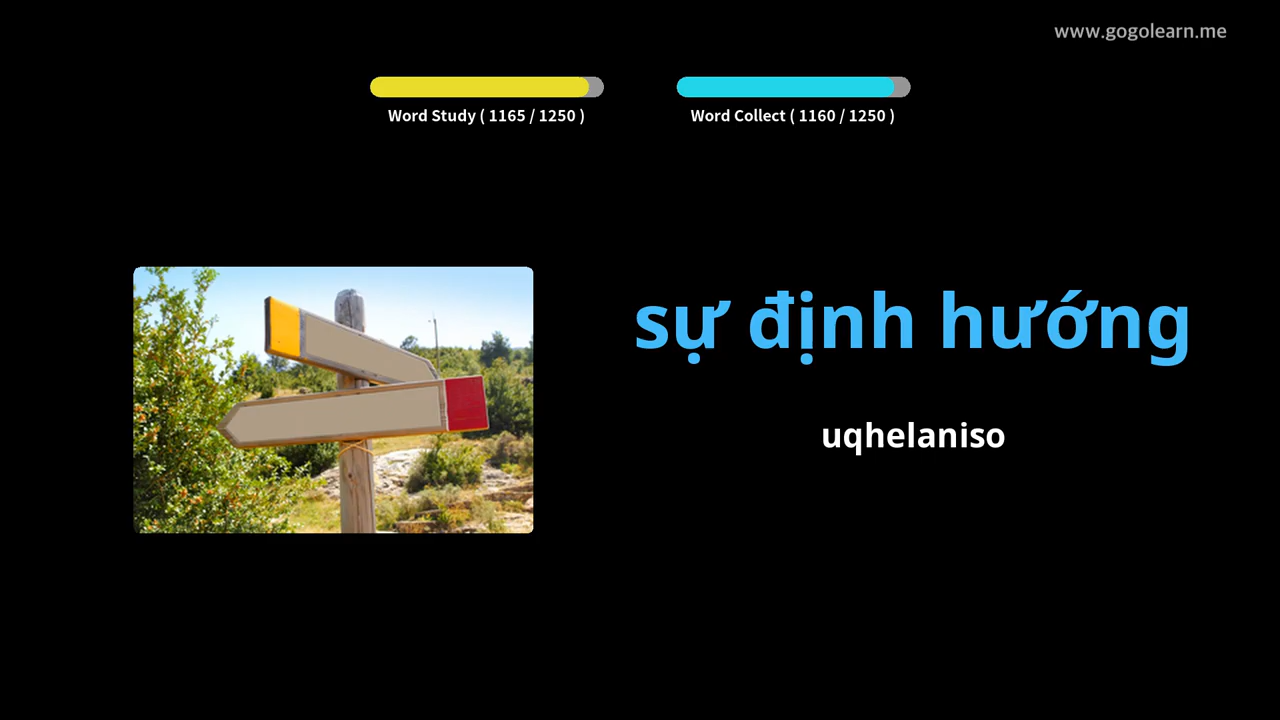 www.gogolearn.me
Word Study ( 1165 / 1250 )
Word Collect ( 1160 / 1250 )
sự định hướng
uqhelaniso